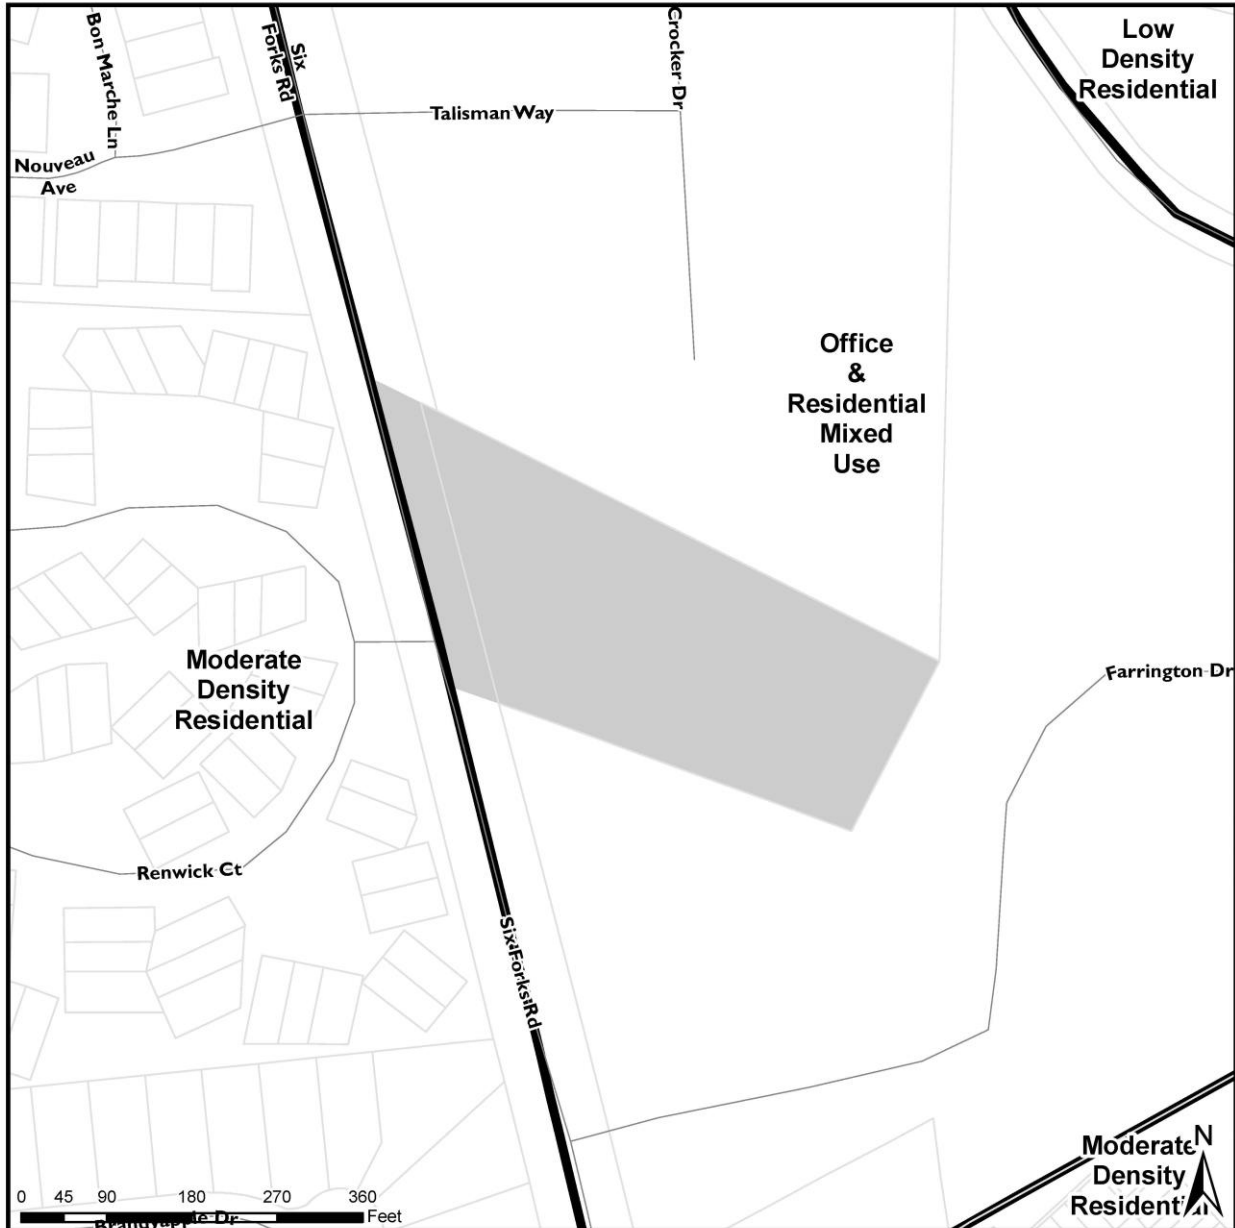 Bon-Marche Ln
Six
Forks Rd
Crocker Dr
Low
Density
Residential
Talisman Way
Nouveau
Ave
Office
&
Residential
Mixed
Use
Moderate
Density
Residential
Farrington-Dr
Renwick Ct
Six Forks Rd
Moderate
Density
Residential
N
0 45 90 180 270 360
Feet
Dr